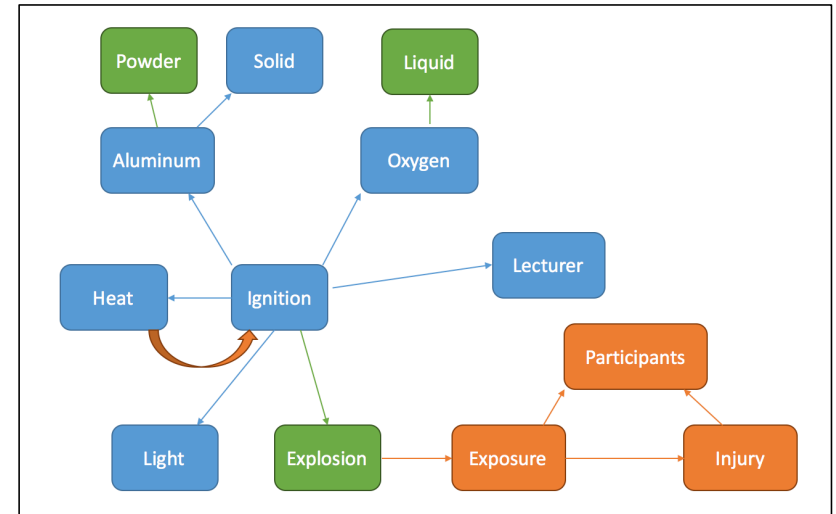 Powder
Solid
Liquid
Aluminum
Oxygen
Lecturer
Heat
Ignition
Participants
Light
Explosion
Exposure
Injury